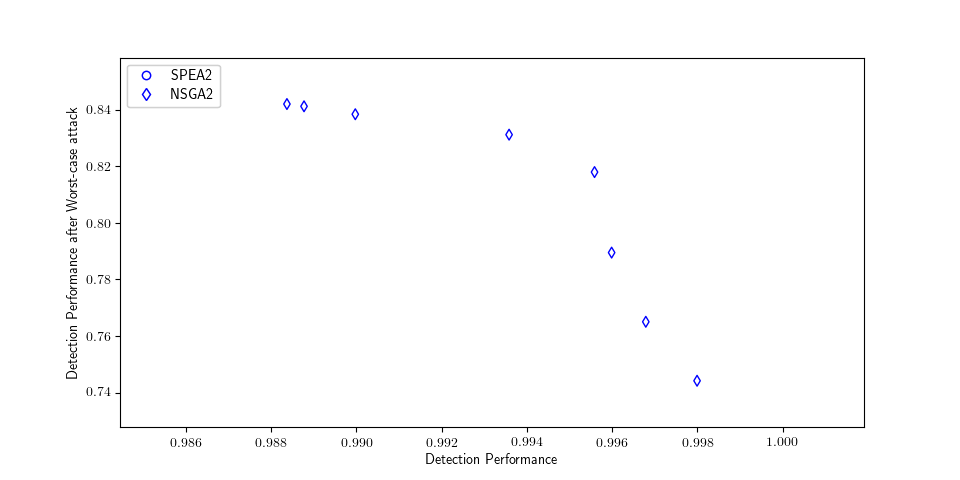 SPEA2
NSGA2
0.84
0.82
0.80
0.78
0.76
0.74
Detection Performance after Worst-case attack
0.986 0.988 0.990 0.992 0.994 0.996 0.998 1.000
Detection Performance